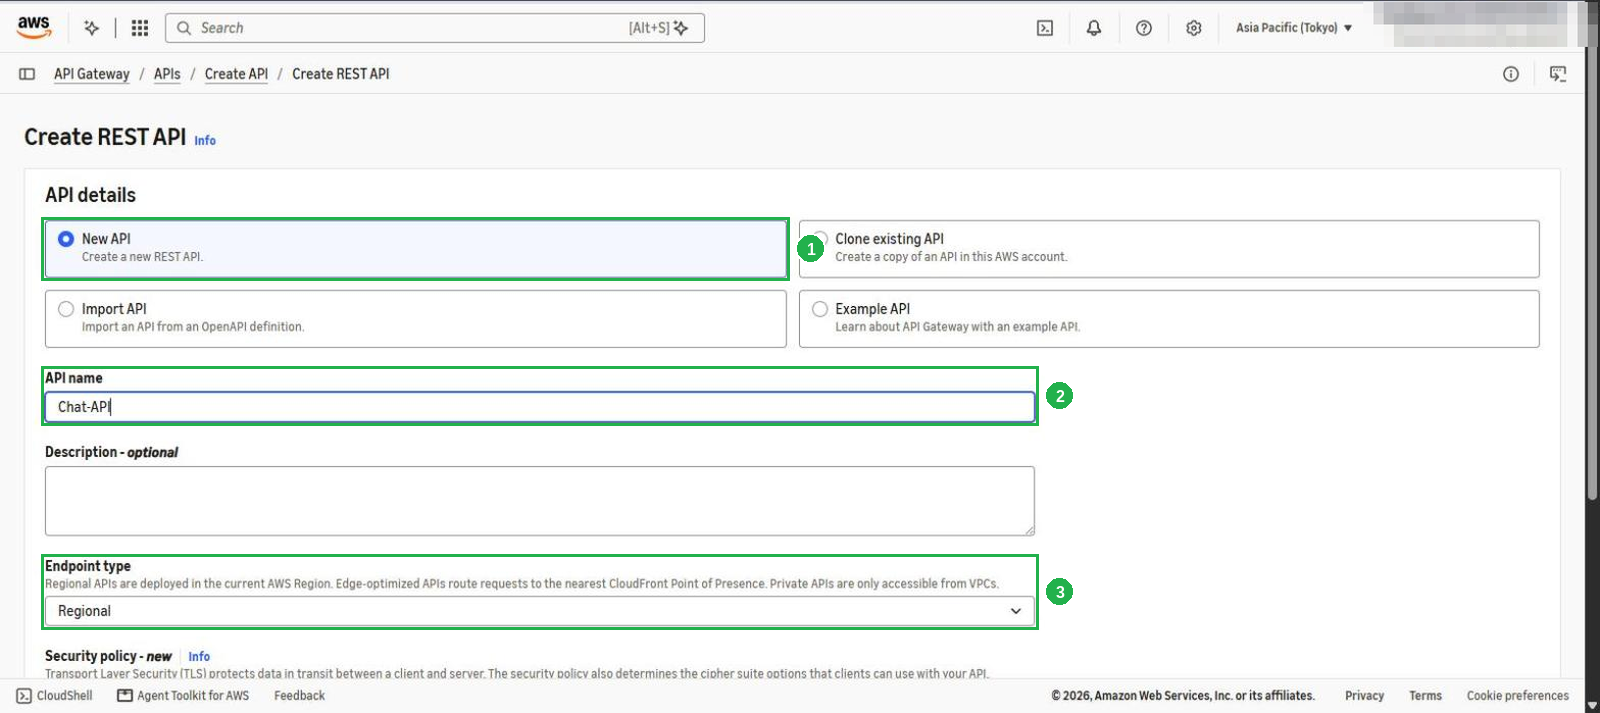 aws
Search [Alt+S]
Asia Pacific (Tokyo)
API Gateway / APIs / Create API / Create REST API
Create REST API Info
API details
New API
Create a new REST API.
1
Clone existing API
Create a copy of an API in this AWS account.
Import API
Import an API from an OpenAPI definition.
Example API
Learn about API Gateway with an example API.
API name
Chat-API
2
Description - optional
Endpoint type
Regional APIs are deployed in the current AWS Region. Edge-optimized APIs route requests to the nearest CloudFront Point of Presence. Private APIs are only accessible from VPCs.
Regional
3
Security policy - new Info
Transport Layer Security (TLS) protects data in transit between a client and server. The security policy also determines the cipher suite options that clients can use with your API.
CloudShell Agent Toolkit for AWS Feedback © 2026, Amazon Web Services, Inc. or its affiliates. Privacy Terms Cookie preferences